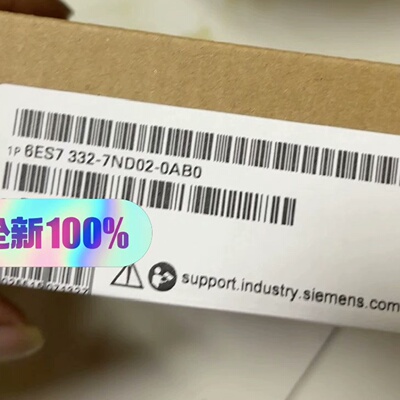 1P 6ES7 332-7ND02-0AB0
全新100%
support.industry.siemens.com